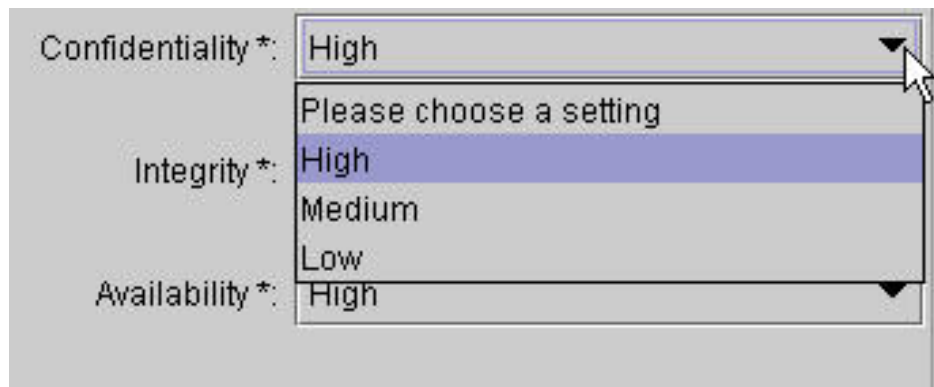 Confidentiality *: High
Please choose a setting
Integrity *: High
Medium
Low
Availability *: High